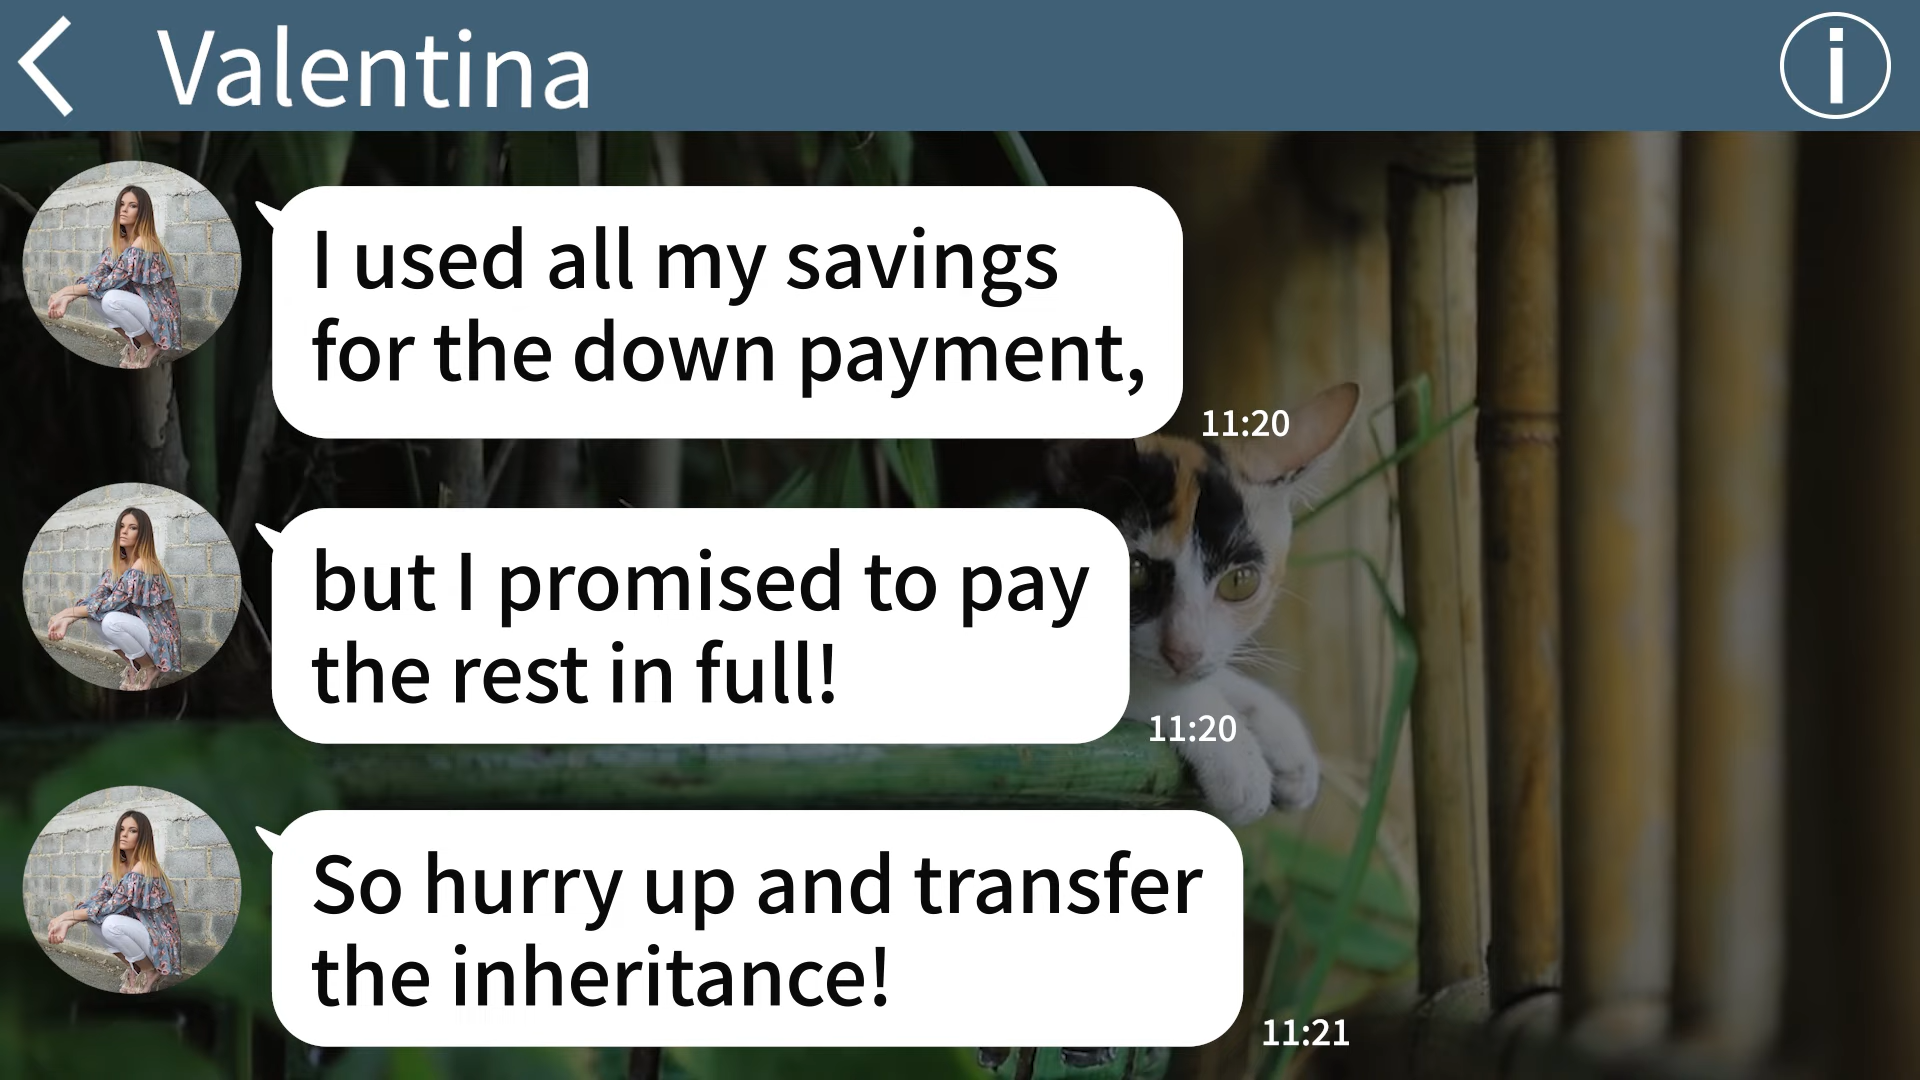 Valentina
I used all my savings
for the down payment,
11:20
but I promised to pay
the rest in full!
11:20
So hurry up and transfer
the inheritance!
11:21